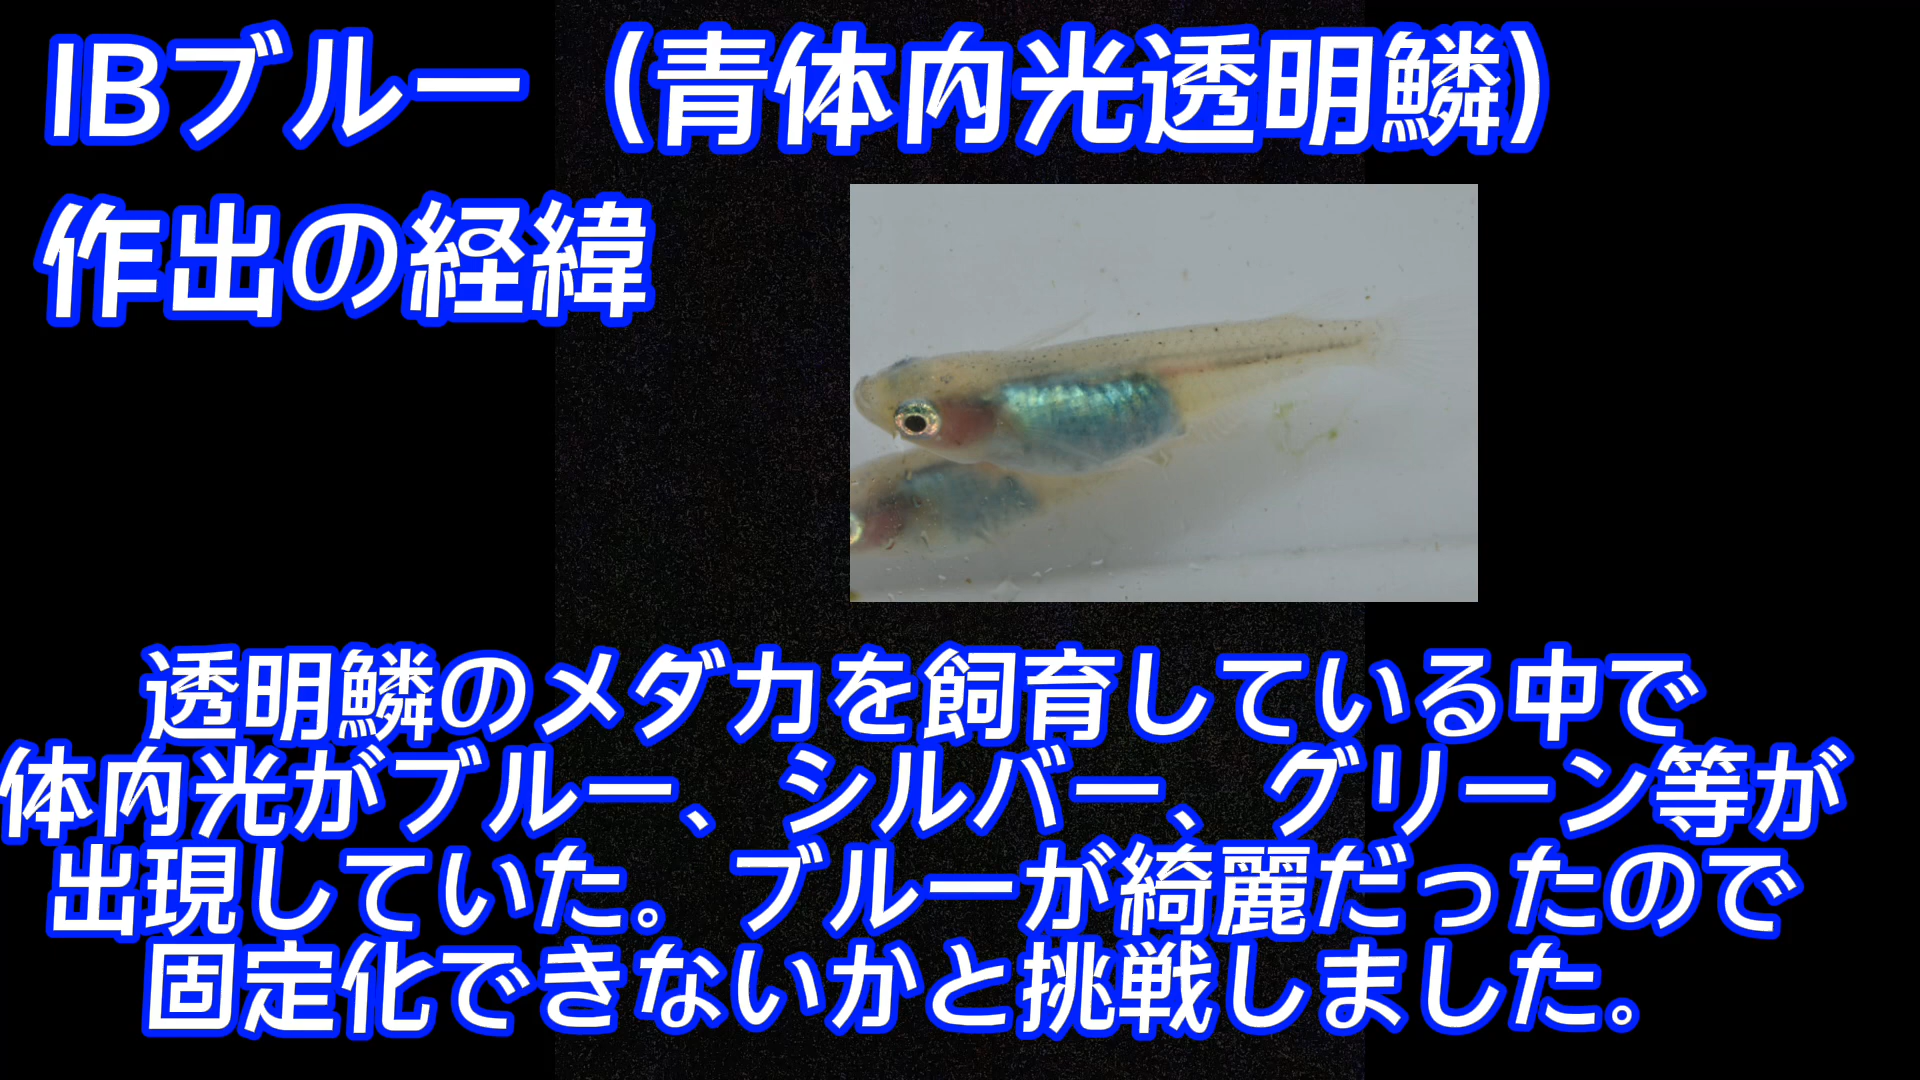 IBブルー（青体内光透明鱗）
作出の経緯
透明鱗のメダカを飼育している中で
体内光がブルー、シルバー、グリーン等が
出現していた。ブルーが綺麗だったので
固定化できないかと挑戦しました。